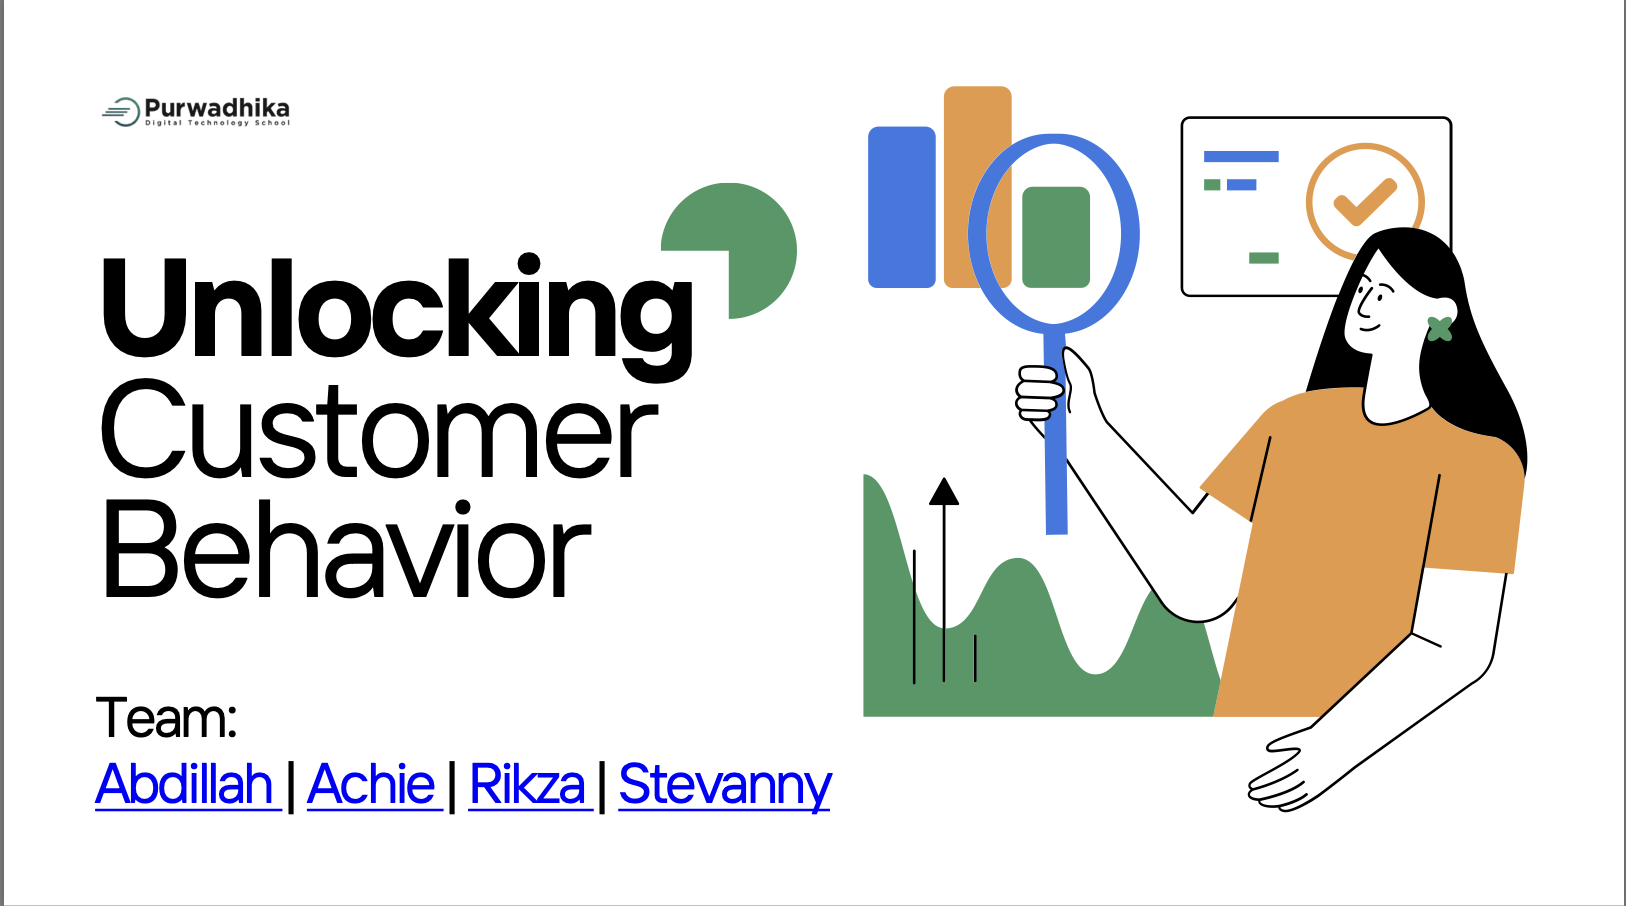 Purwadhika
Digital Technology School
Unlocking
Customer
Behavior
Team:
Abdillah | Achie | Rikza | Stevanny